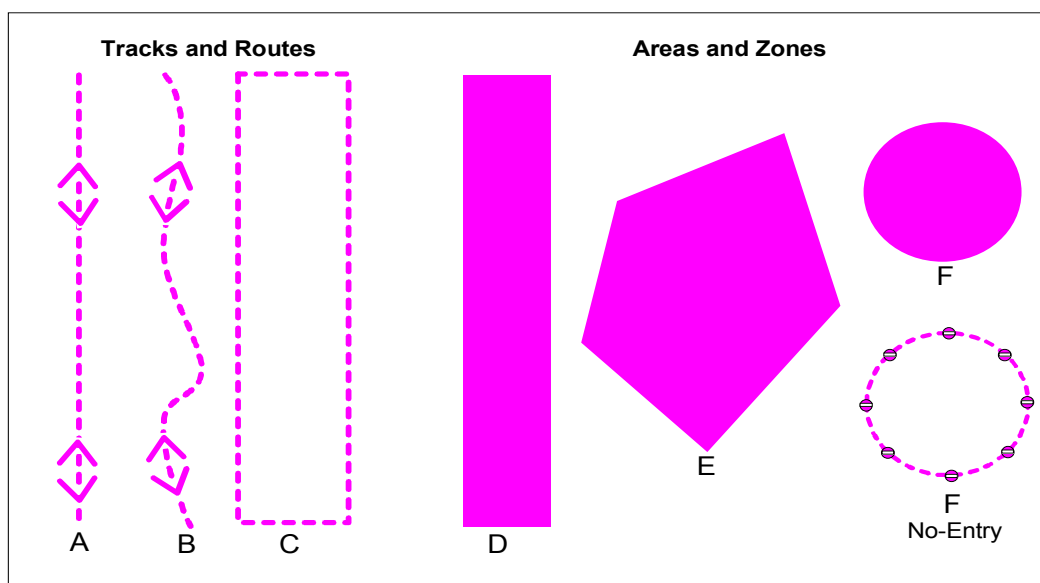 Tracks and Routes
Areas and Zones
A
B
C
D
E
F
F
No-Entry